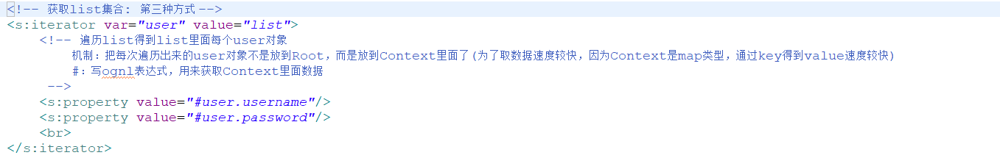 <!-- 获取list集合: 第三种方式 -->
<s:iterator var="user" value="list">
    <!-- 遍历list得到list里面每个user对象
        机制：把每次遍历出来的user对象不是放到Root，而是放到Context里面了(为了取数据速度较快，因为Context是map类型，通过key得到value速度较快)
        #：写ognl表达式，用来获取Context里面数据
     -->
    <s:property value="#user.username"/>
    <s:property value="#user.password"/>
    <br>
</s:iterator>